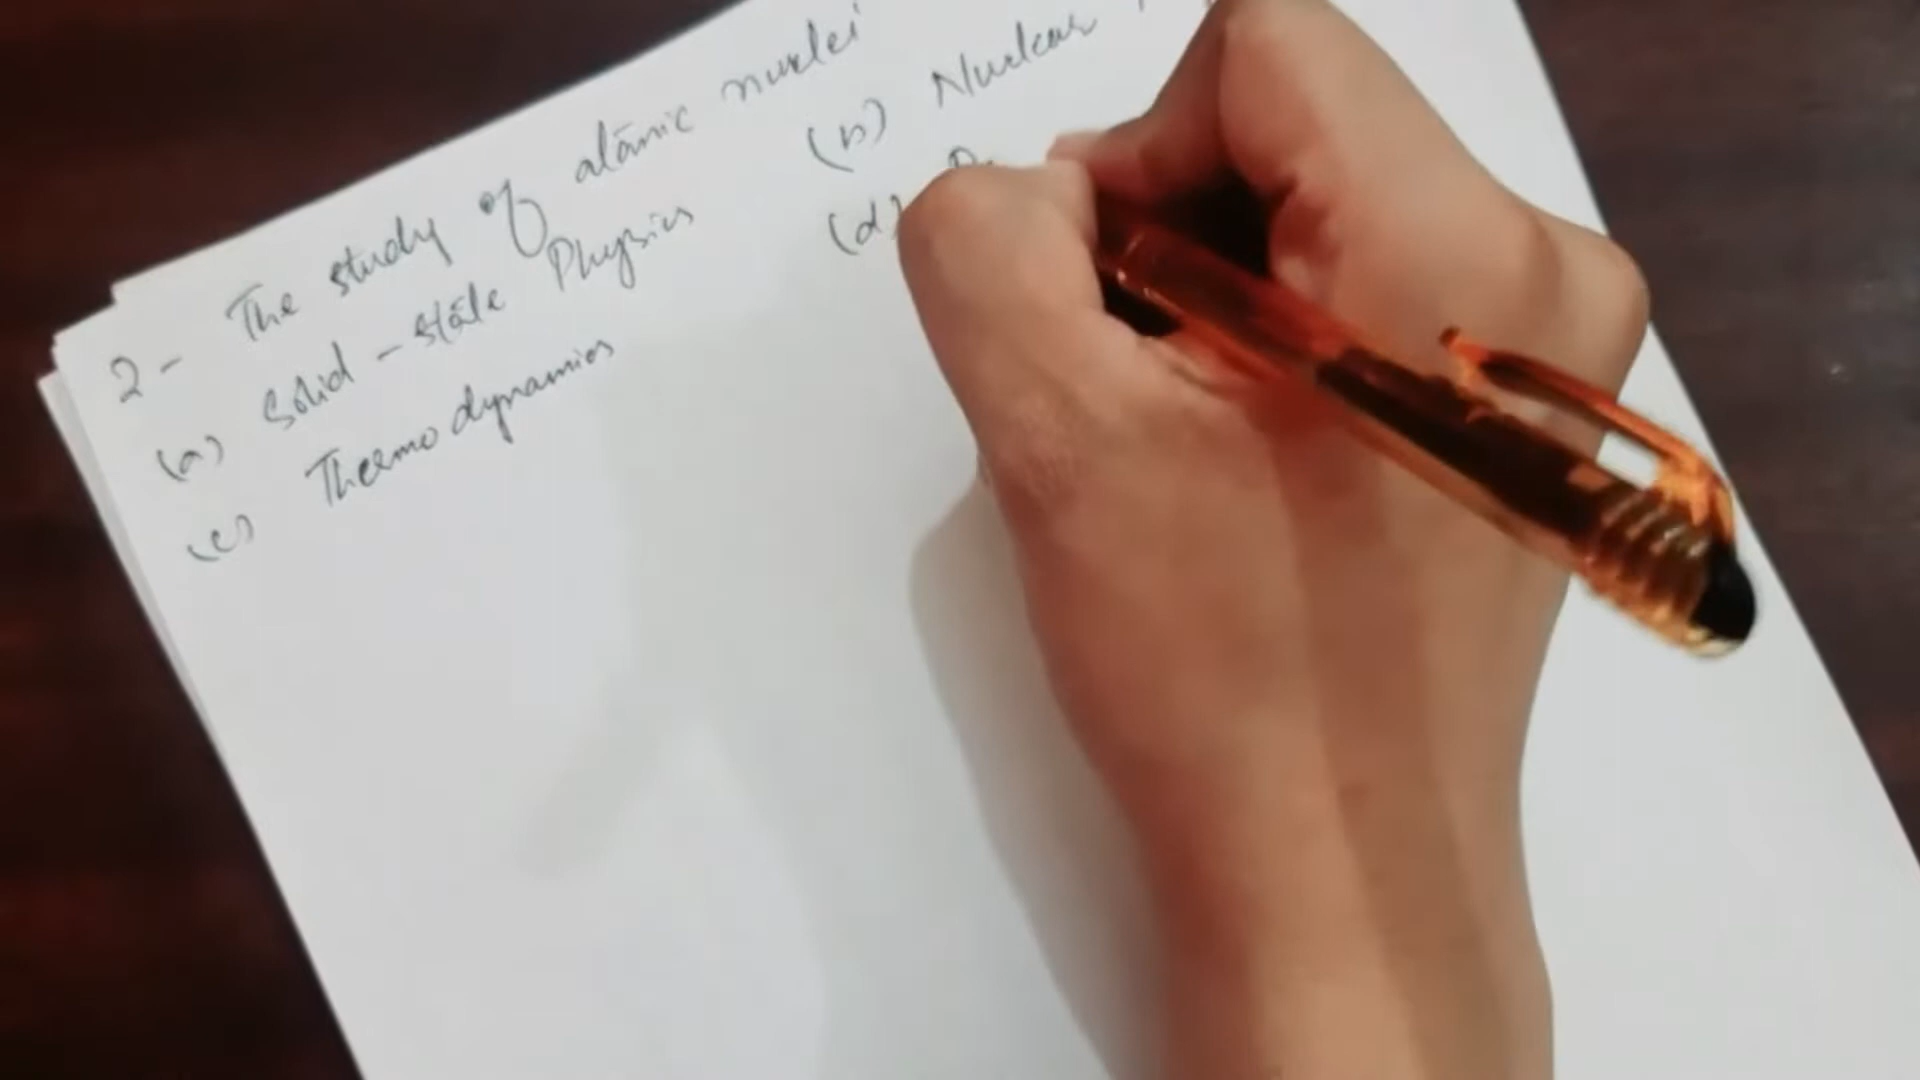 2- The study of atomic nuclei
(a) Solid-state Physics (b) Nuclear
(c) Thermodynamics (d)